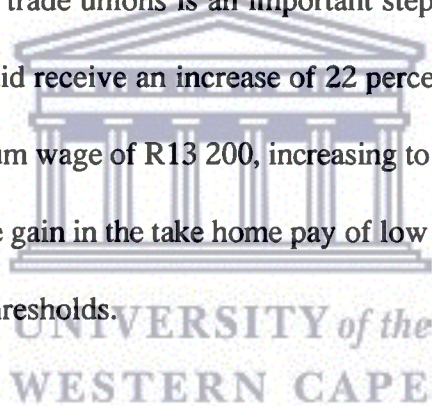 trade unions is an important step
id receive an increase of 22 perce
um wage of R13 200, increasing to
e gain in the take home pay of low
resholds.
UNIVERSITY of the
WESTERN CAPE